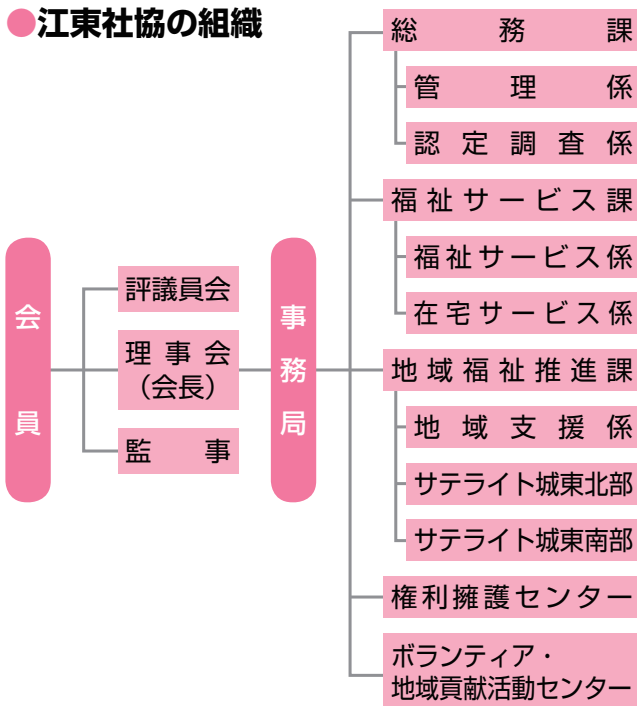 ●江東社協の組織
会員
評議員会
理事会
（会長）
監事
事務局
総務課
管理係
認定調査係
福祉サービス課
福祉サービス係
在宅サービス係
地域福祉推進課
地域支援係
サテライト城東北部
サテライト城東南部
権利擁護センター
ボランティア・
地域貢献活動センター